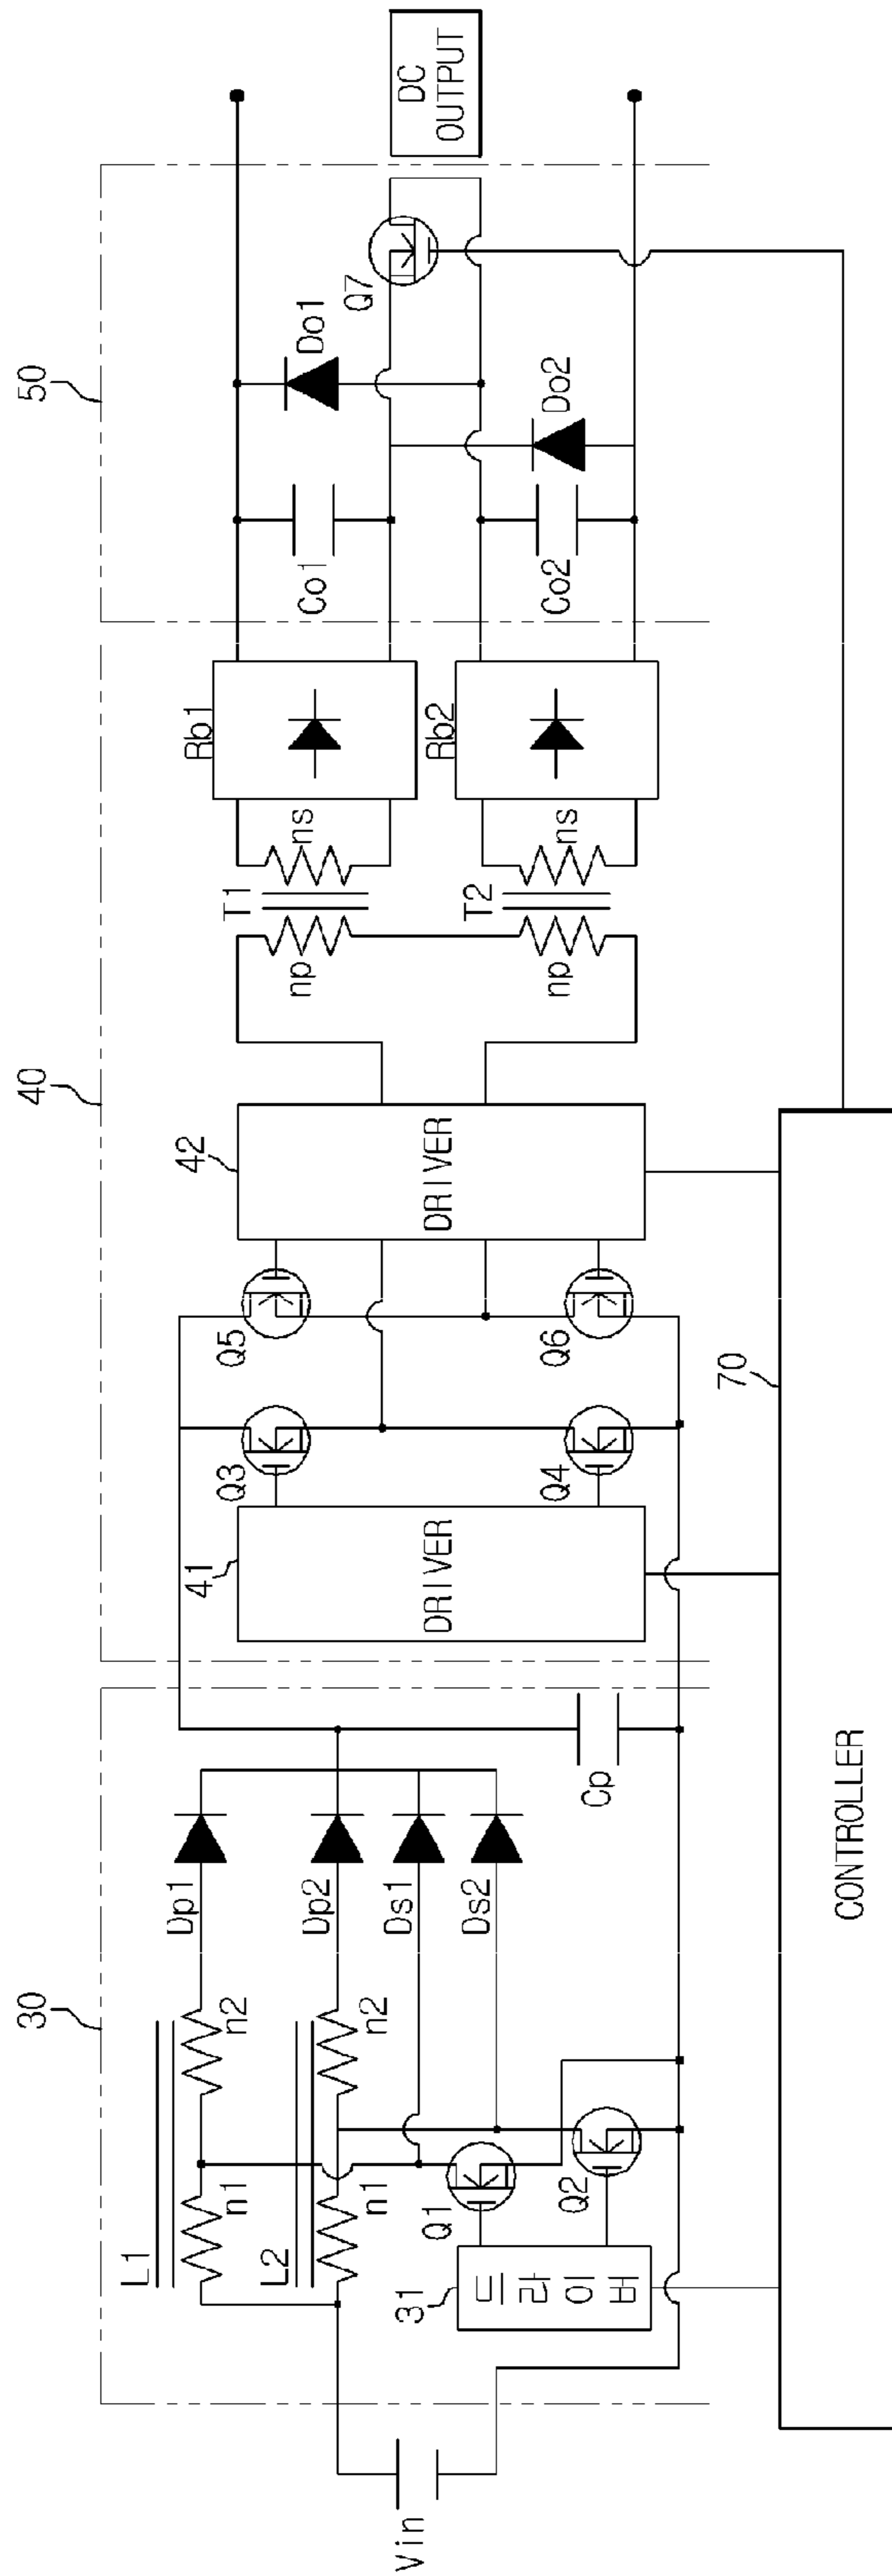 30
40
50
L1
n1
n2
Dp1
L2
n1
n2
Dp2
Ds1
Ds2
Vin
31
드라이버
Q1
Q2
Cp
41
DRIVER
Q3
Q4
Q5
Q6
42
DRIVER
np
T1
ns
Rb1
np
T2
ns
Rb2
Co1
Co2
Do1
Do2
Q7
DC
OUTPUT
70
CONTROLLER